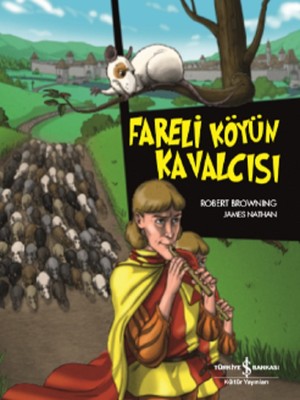 FARELİ KÖYÜN
KAVALCISI
ROBERT BROWNING
JAMES NATHAN
TÜRKİYE İŞ BANKASI
Kültür Yayınları